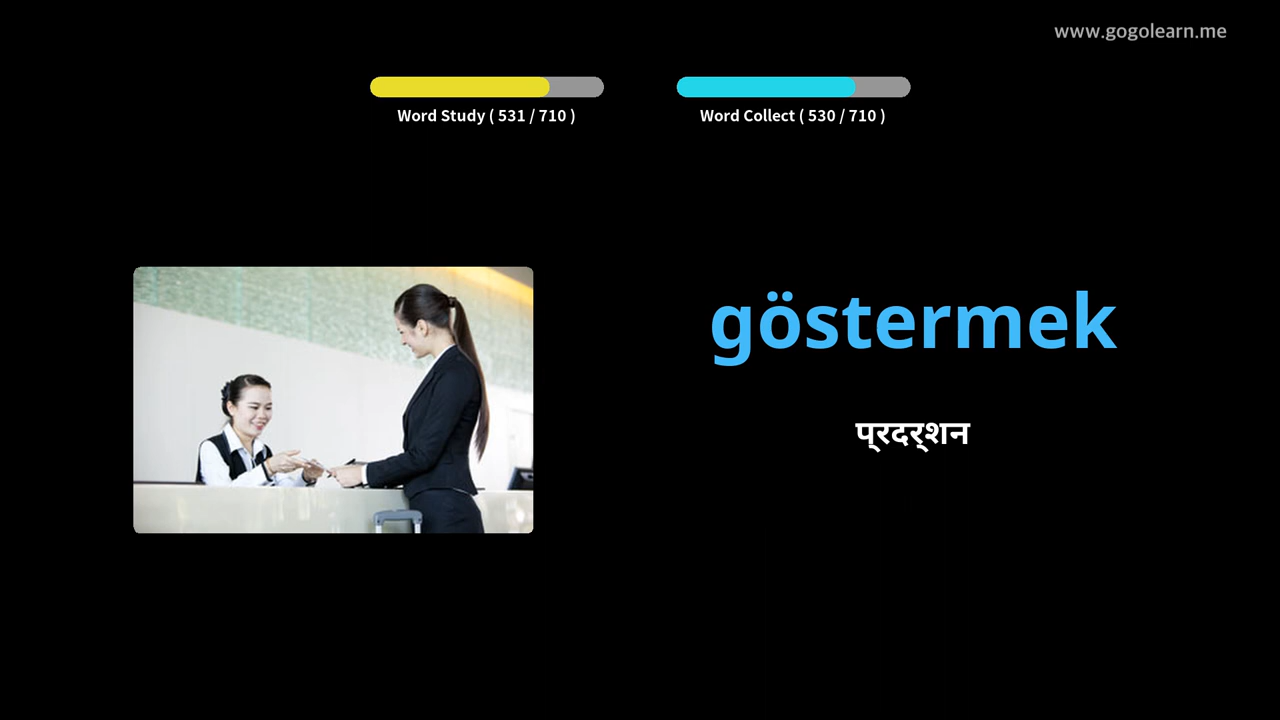 www.gogolearn.me
Word Study ( 531 / 710 )
Word Collect ( 530 / 710 )
göstermek
प्रदर्शन